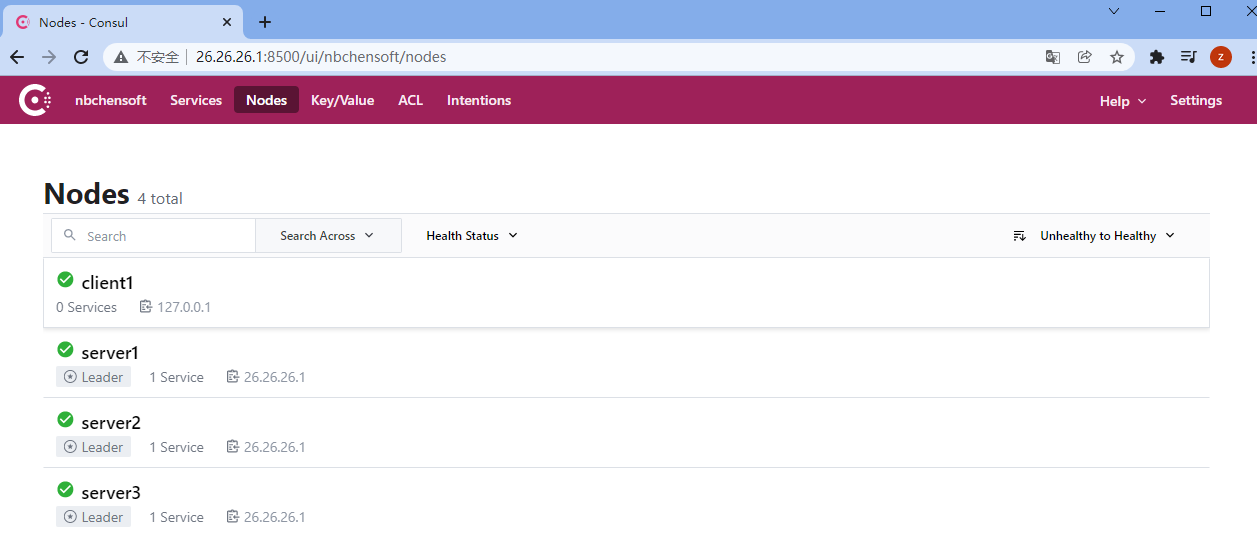 Nodes - Consul
不安全 26.26.26.1:8500/ui/nbchensoft/nodes
z
nbchensoft Services Nodes Key/Value ACL Intentions Help Settings
Nodes 4 total
Search Search Across Health Status Unhealthy to Healthy
client1
0 Services 127.0.0.1
server1
Leader 1 Service 26.26.26.1
server2
Leader 1 Service 26.26.26.1
server3
Leader 1 Service 26.26.26.1